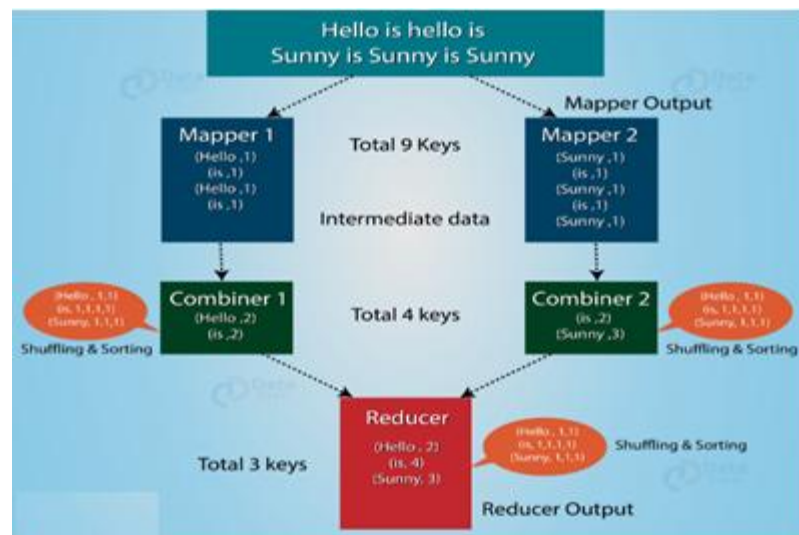 Hello is hello is
Sunny is Sunny is Sunny
Mapper Output
Mapper 1
(Hello ,1)
(is ,1)
(Hello ,1)
(is ,1)
Total 9 Keys
Mapper 2
(Sunny ,1)
(is ,1)
(Sunny ,1)
(is ,1)
(Sunny ,1)
Intermediate data
(Hello , 1,1)
(is, 1,1,1,1)
(Sunny, 1,1,1)
Shuffling & Sorting
Combiner 1
(Hello ,2)
(is ,2)
Total 4 keys
Combiner 2
(is ,2)
(Sunny ,3)
(Hello , 1,1)
(is, 1,1,1,1)
(Sunny, 1,1,1)
Shuffling & Sorting
Reducer
(Hello , 2)
(is, 4)
(Sunny, 3)
Total 3 keys
(Hello , 1,1)
(is, 1,1,1,1)
(Sunny, 1,1,1)
Shuffling & Sorting
Reducer Output